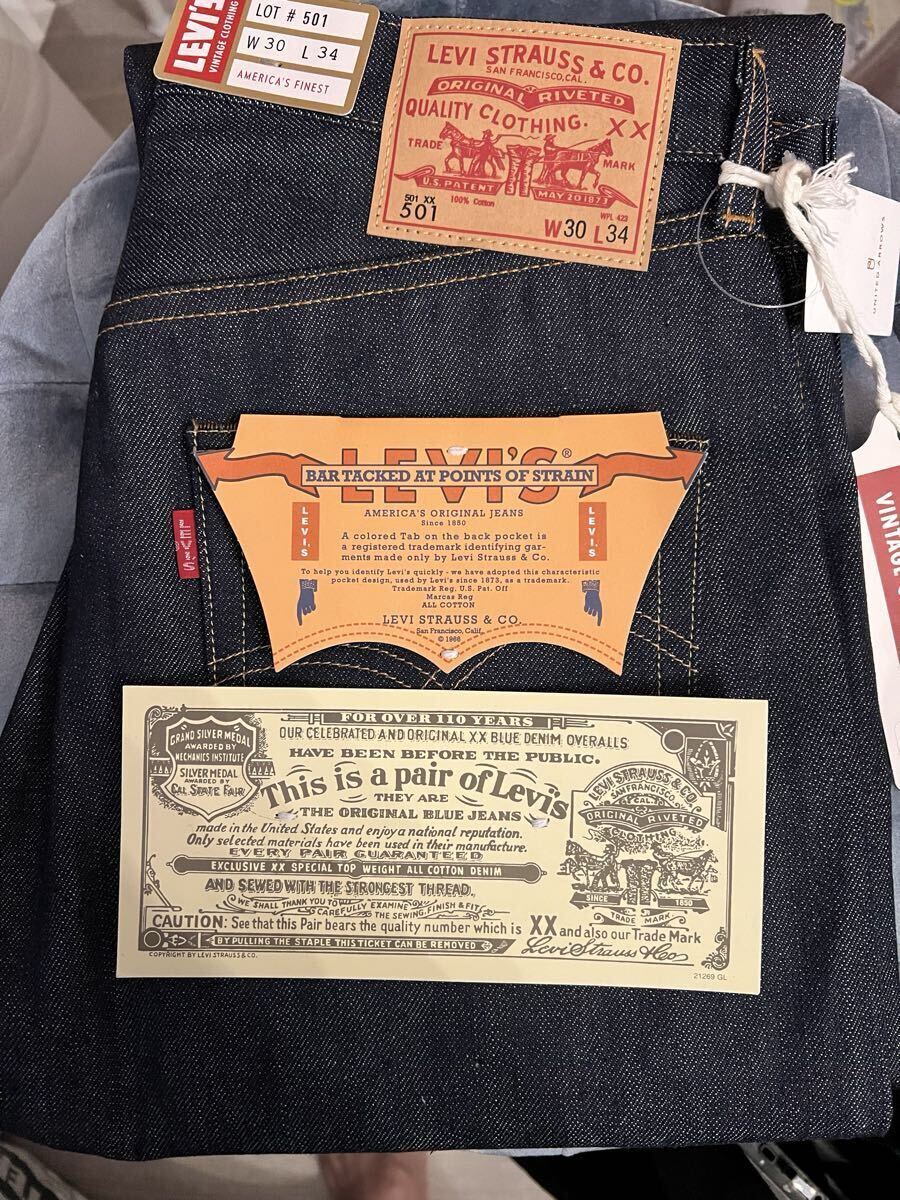 LEVI'S
VINTAGE CLOTHING
LOT # 501
W 30 L 34
AMERICA'S FINEST
LEVI STRAUSS & CO.
SAN FRANCISCO, CAL.
ORIGINAL RIVETED
QUALITY CLOTHING.
XX
TRADE MARK
U.S. PATENT MAY 20 1873
501 XX 100% Cotton WPL 423
501 W30 L34
UNITED ARROWS
VINTAGE
LEVI'S®
BAR TACKED AT POINTS OF STRAIN
AMERICA'S ORIGINAL JEANS
Since 1850
LEVI'S
LEVI'S
A colored Tab on the back pocket is
a registered trademark identifying gar-
ments made only by Levi Strauss & Co.
To help you identify Levi's quickly - we have adopted this characteristic
pocket design, used by Levi's since 1873, as a trademark.
Trademark Reg. U.S. Pat. Off
Marcas Reg
ALL COTTON
LEVI STRAUSS & CO.
San Francisco, Calif.
© 1966
LEVI'S
FOR OVER 110 YEARS
OUR CELEBRATED AND ORIGINAL XX BLUE DENIM OVERALLS
HAVE BEEN BEFORE THE PUBLIC.
GRAND SILVER MEDAL
AWARDED BY
MECHANICS INSTITUTE
SILVER MEDAL
AWARDED BY
CAL. STATE FAIR
This is a pair of Levi's
THEY ARE
THE ORIGINAL BLUE JEANS
made in the United States and enjoy a national reputation.
Only selected materials have been used in their manufacture.
EVERY PAIR GUARANTEED
EXCLUSIVE XX SPECIAL TOP WEIGHT ALL COTTON DENIM
AND SEWED WITH THE STRONGEST THREAD.
WE SHALL THANK YOU TO CAREFULLY EXAMINE THE SEWING, FINISH & FIT
CAUTION: See that this Pair bears the quality number which is XX and also our Trade Mark
BY PULLING THE STAPLE THIS TICKET CAN BE REMOVED
Levi Strauss & Co
LEVI STRAUSS & CO.
SAN FRANCISCO
CAL.
ORIGINAL RIVETED
CLOTHING
SINCE 1850
TRADE MARK
COPYRIGHT BY LEVI STRAUSS & CO.
21269 GL